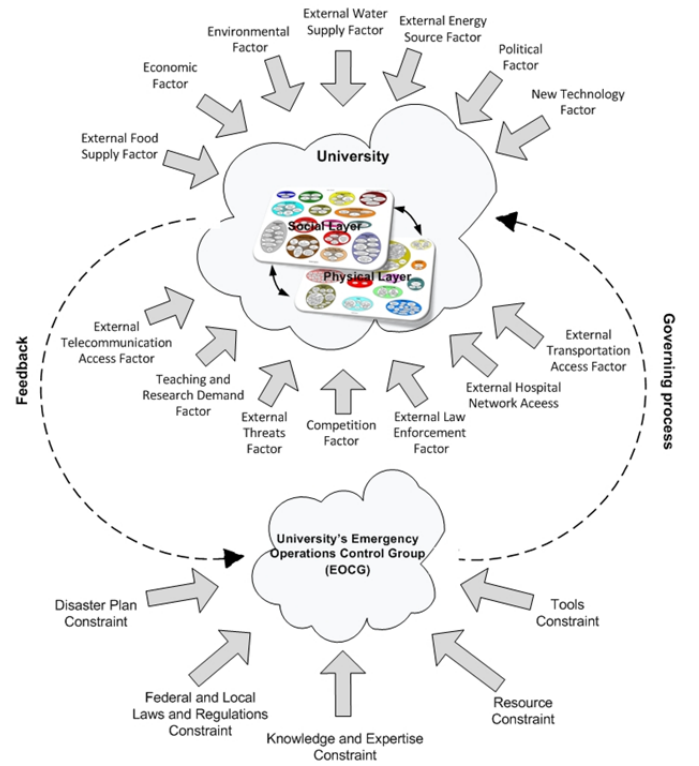 External Water
Supply Factor
External Energy
Source Factor
Environmental
Factor
Political
Factor
Economic
Factor
New Technology
Factor
External Food
Supply Factor
University
Social Layer
Physical Layer
External
Telecommunication
Access Factor
Teaching and
Research Demand
Factor
External
Threats
Factor
Competition
Factor
External Law
Enforcement
Factor
External Hospital
Network Aceess
External
Transportation
Access Factor
Feedback
Governing process
University's Emergency
Operations Control Group
(EOCG)
Disaster Plan
Constraint
Federal and Local
Laws and Regulations
Constraint
Knowledge and Expertise
Constraint
Resource
Constraint
Tools
Constraint